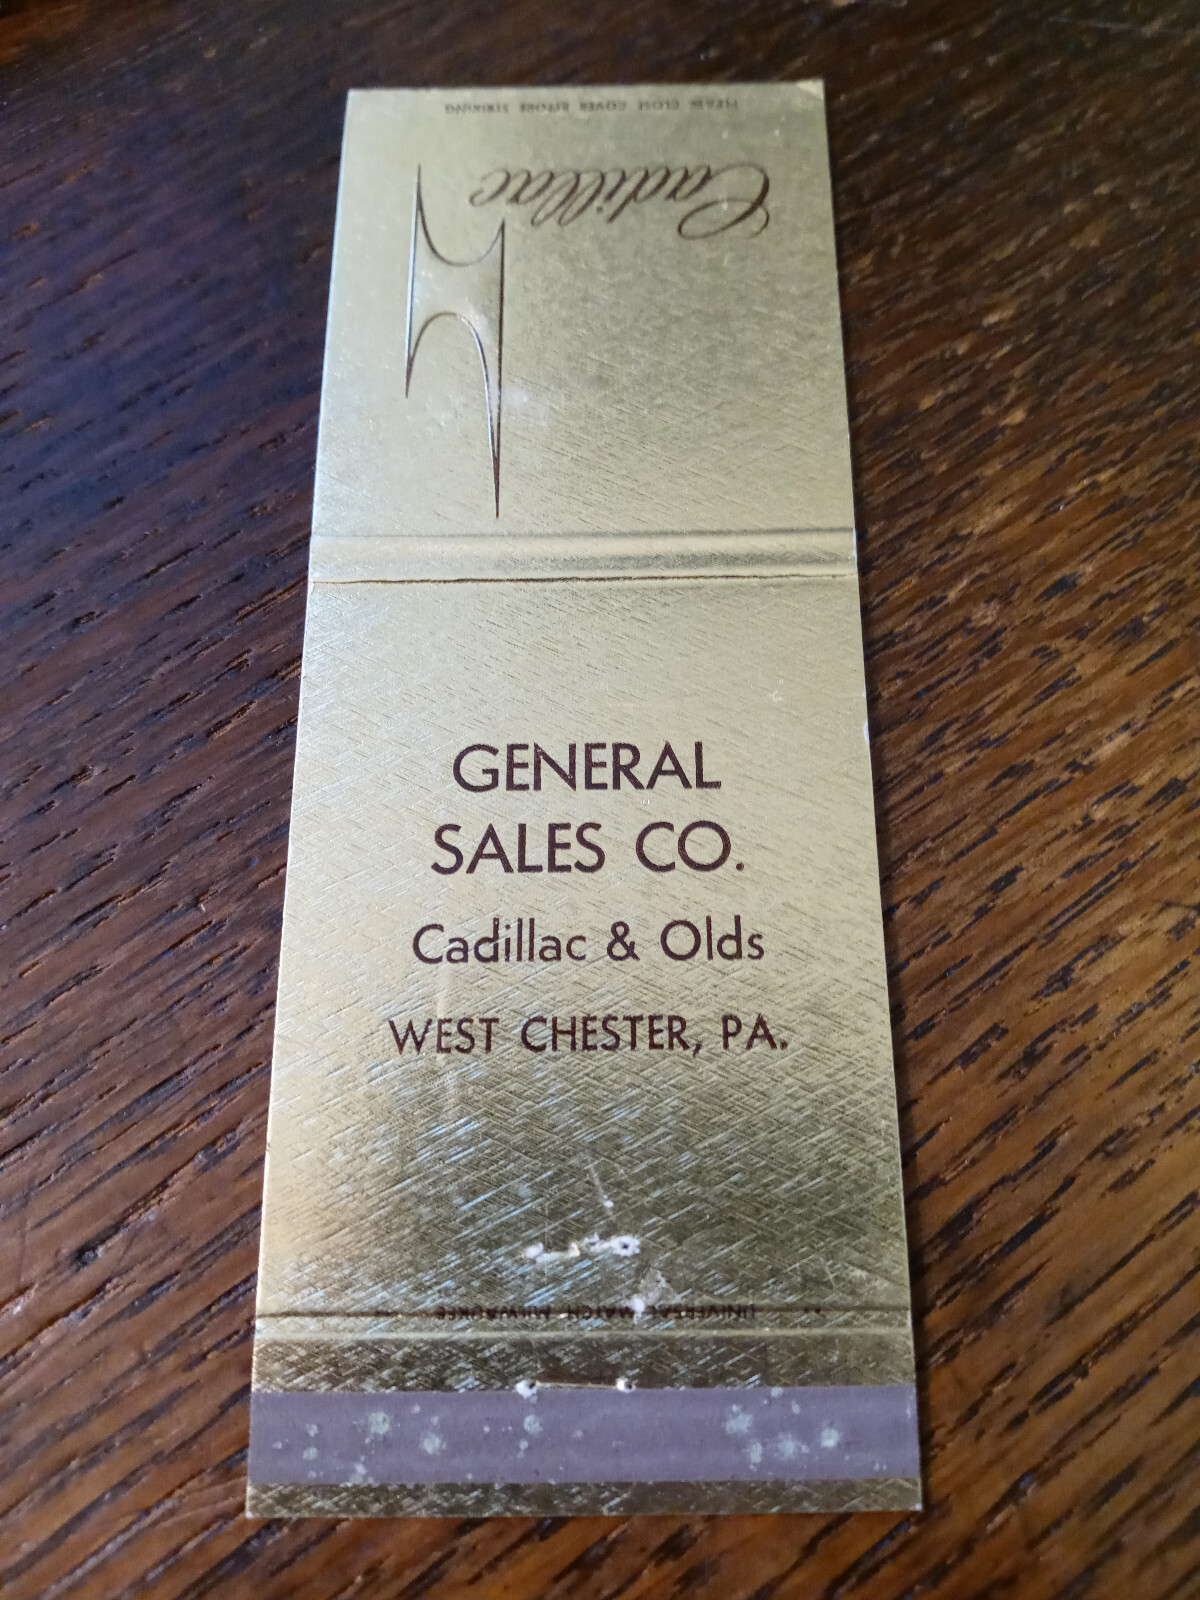 PLEASE CLOSE COVER BEFORE STRIKING
Cadillac
GENERAL
SALES CO.
Cadillac & Olds
WEST CHESTER, PA.
UNIVERSAL MATCH MILWAUKEE